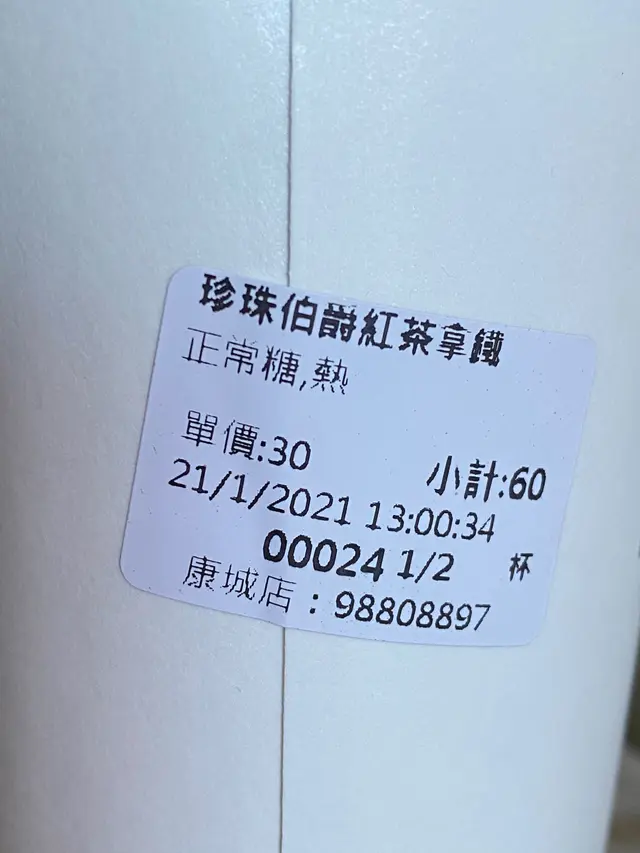 珍珠伯爵紅茶拿鐵
正常糖,熱
單價:30 小計:60
21/1/2021 13:00:34
00024 1/2 杯
康城店：98808897